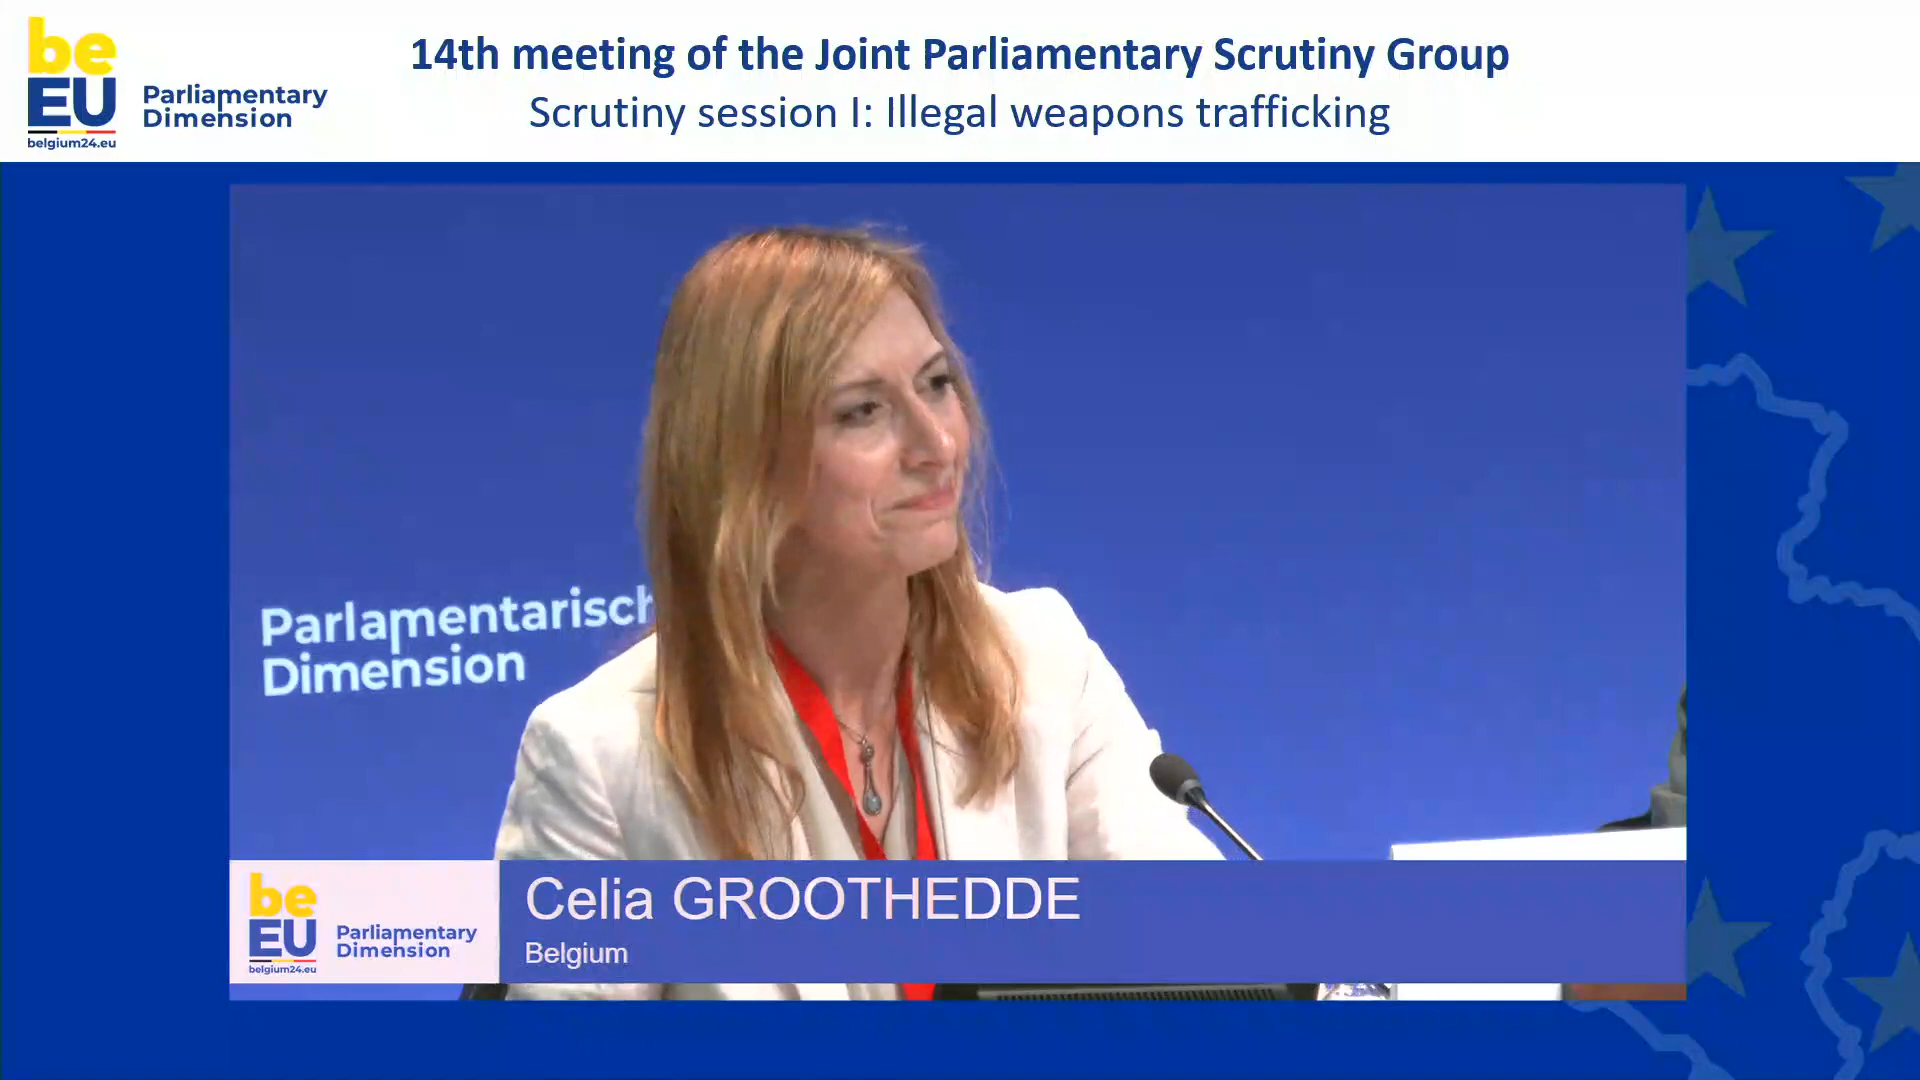 be
EU
belgium24.eu
Parliamentary
Dimension
14th meeting of the Joint Parliamentary Scrutiny Group
Scrutiny session I: Illegal weapons trafficking
Parlamentarisch
Dimension
be
EU
belgium24.eu
Parliamentary
Dimension
Celia GROOTHEDDE
Belgium